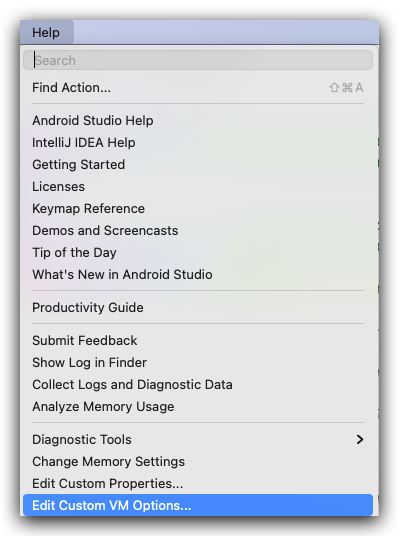 Help
Search
Find Action... ⇧⌘A
Android Studio Help
IntelliJ IDEA Help
Getting Started
Licenses
Keymap Reference
Demos and Screencasts
Tip of the Day
What's New in Android Studio
Productivity Guide
Submit Feedback
Show Log in Finder
Collect Logs and Diagnostic Data
Analyze Memory Usage
Diagnostic Tools
Change Memory Settings
Edit Custom Properties...
Edit Custom VM Options...